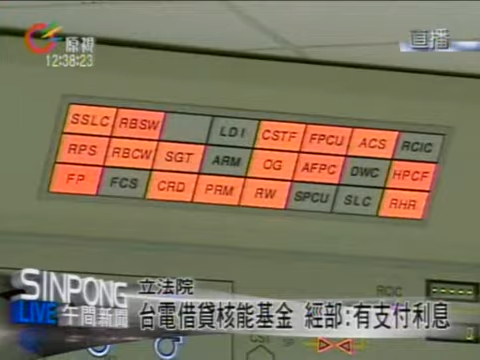 原視
直播
12:38:23
SSLC RBSW LDI CSTF FPCU ACS RCIC
RPS RBCW SGT ARM OG AFPC DWC HPCF
FP FCS CRD PRM RW SPCU SLC RHR
RCIC
SINPONG
LIVE 午間新聞
立法院
台電借貸核能基金 經部:有支付利息